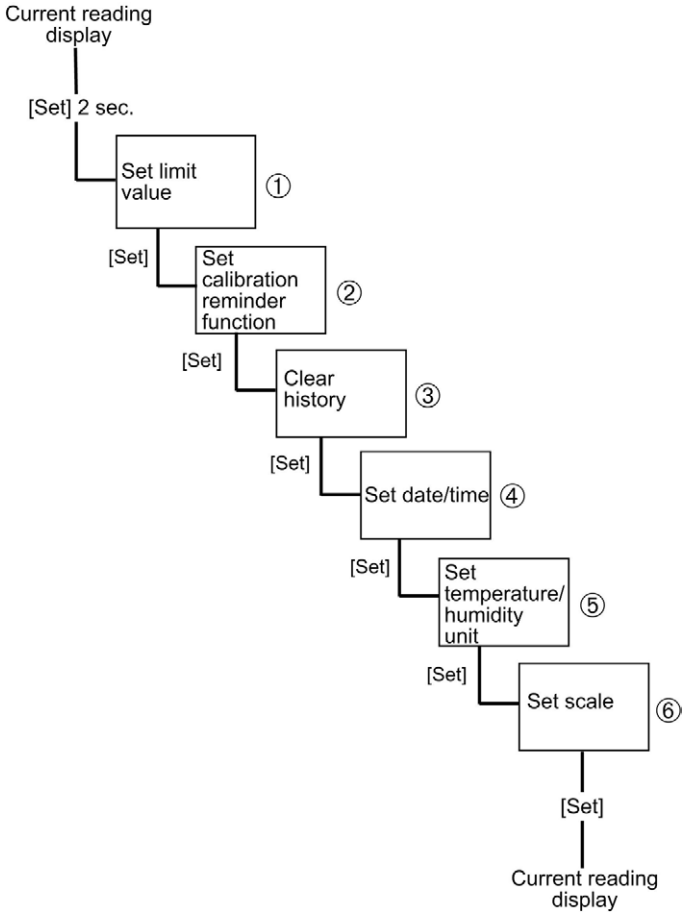 Current reading
display
[Set] 2 sec.
Set limit
value
①
[Set]
Set
calibration
reminder
function
②
[Set]
Clear
history
③
[Set]
Set date/time
④
[Set]
Set
temperature/
humidity
unit
⑤
[Set]
Set scale
⑥
[Set]
Current reading
display